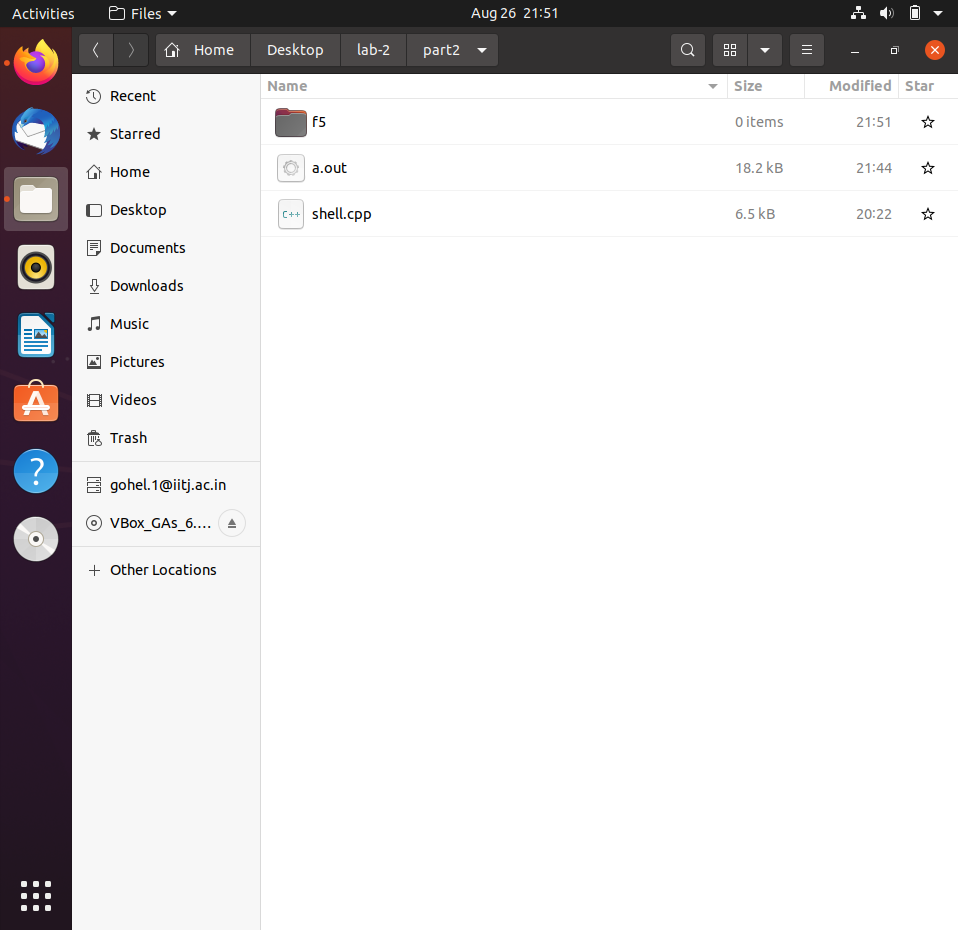 Activities Files Aug 26 21:51
Home Desktop lab-2 part2
Name Size Modified Star
Recent
Starred
Home
Desktop
Documents
Downloads
Music
Pictures
Videos
Trash
gohel.1@iitj.ac.in
VBox_GAs_6....
Other Locations
f5 0 items 21:51
a.out 18.2 kB 21:44
C++ shell.cpp 6.5 kB 20:22